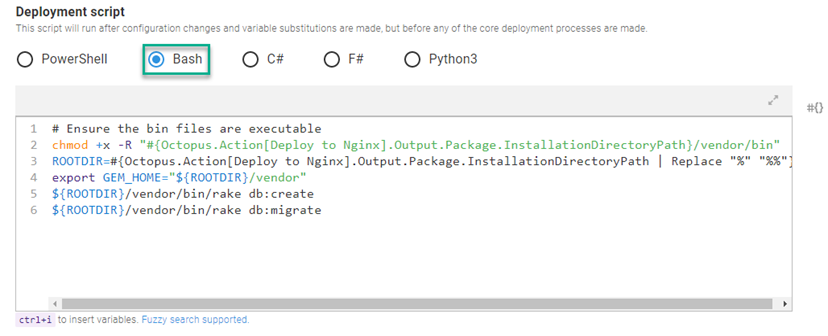 Deployment script
This script will run after configuration changes and variable substitutions are made, but before any of the core deployment processes are made.
PowerShell Bash C# F# Python3
#{}
1 # Ensure the bin files are executable
2 chmod +x -R "#{Octopus.Action[Deploy to Nginx].Output.Package.InstallationDirectoryPath}/vendor/bin"
3 ROOTDIR=#{Octopus.Action[Deploy to Nginx].Output.Package.InstallationDirectoryPath | Replace "%" "%%"}
4 export GEM_HOME="${ROOTDIR}/vendor"
5 ${ROOTDIR}/vendor/bin/rake db:create
6 ${ROOTDIR}/vendor/bin/rake db:migrate
ctrl+i to insert variables. Fuzzy search supported.